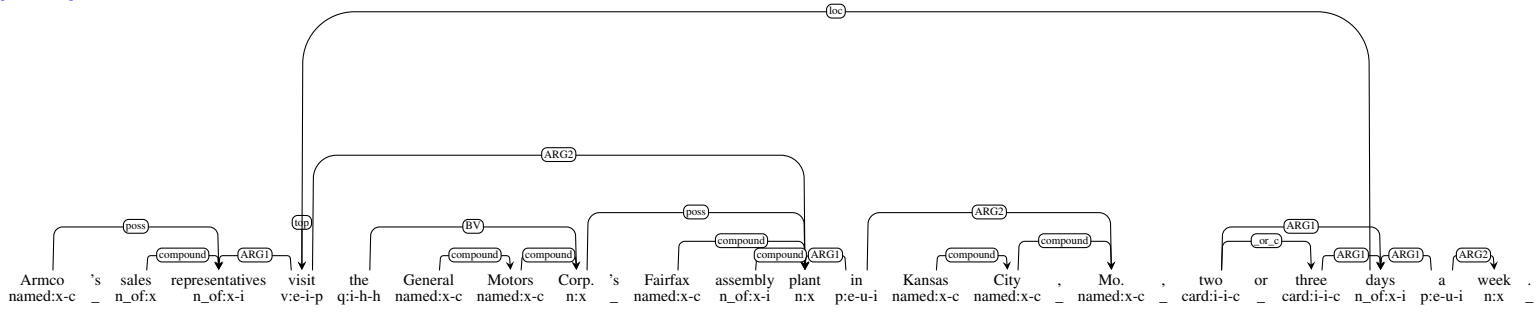 loc
ARG2
poss BV poss ARG2 ARG1
top
compound _or_c compound
compound ARG1 compound compound compound ARG1 compound ARG1 ARG1 ARG2
Armco 's sales representatives visit the General Motors Corp. 's Fairfax assembly plant in Kansas City , Mo. , two or three days a week .
named:x-c _ n_of:x n_of:x-i v:e-i-p q:i-h-h named:x-c named:x-c n:x _ named:x-c n_of:x-i n:x p:e-u-i named:x-c named:x-c _ named:x-c _ card:i-i-c _ card:i-i-c n_of:x-i p:e-u-i n:x _